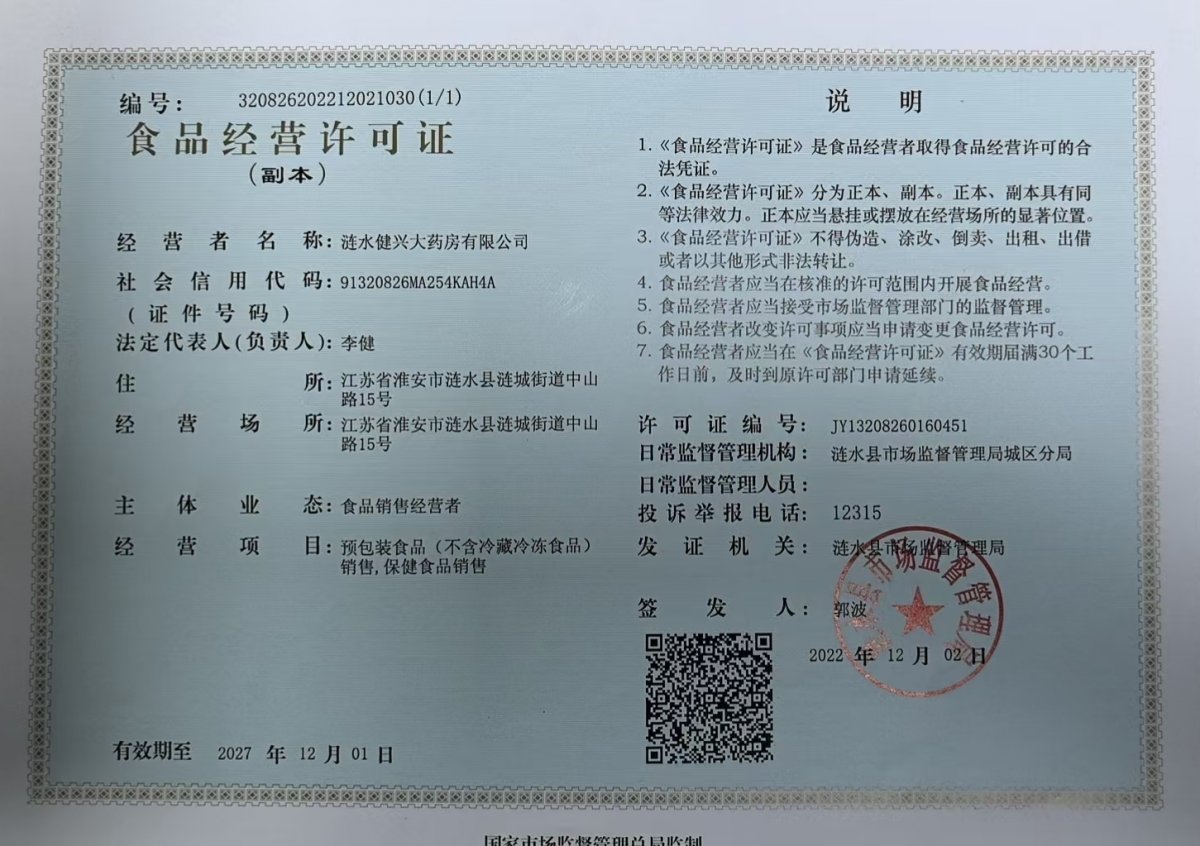 编号： 320826202212021030(1/1)
食品经营许可证
（副本）
经营者名称：涟水健兴大药房有限公司
社会信用代码：91320826MA254KAH4A
(证件号码)
法定代表人(负责人)：李健
住所：江苏省淮安市涟水县涟城街道中山
路15号
经营场所：江苏省淮安市涟水县涟城街道中山
路15号
主体业态：食品销售经营者
经营项目：预包装食品（不含冷藏冷冻食品）
销售,保健食品销售
有效期至 2027 年 12 月 01 日
说 明
1.《食品经营许可证》是食品经营者取得食品经营许可的合
法凭证。
2.《食品经营许可证》分为正本、副本。正本、副本具有同
等法律效力。正本应当悬挂或摆放在经营场所的显著位置。
3.《食品经营许可证》不得伪造、涂改、倒卖、出租、出借
或者以其他形式非法转让。
4. 食品经营者应当在核准的许可范围内开展食品经营。
5. 食品经营者应当接受市场监督管理部门的监督管理。
6. 食品经营者改变许可事项应当申请变更食品经营许可。
7. 食品经营者应当在《食品经营许可证》有效期届满30个工
作日前，及时到原许可部门申请延续。
许可证编号： JY13208260160451
日常监督管理机构： 涟水县市场监督管理局城区分局
日常监督管理人员：
投诉举报电话： 12315
发证机关： 涟水县市场监督管理局
签发人： 郭波
2022 年 12 月 02 日
市场监督管理局
国家市场监督管理总局监制